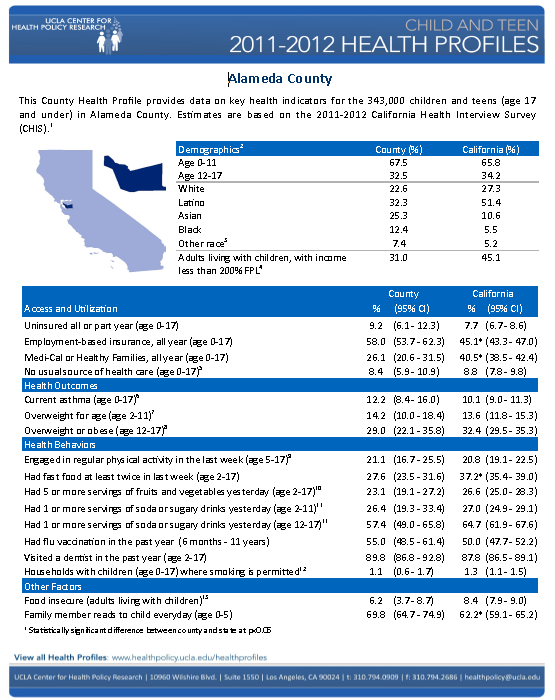 UCLA CENTER FOR
HEALTH POLICY RESEARCH
CHILD AND TEEN
2011-2012 HEALTH PROFILES
Alameda County
This County Health Profile provides data on key health indicators for the 343,000 children and teens (age 17
and under) in Alameda County. Estimates are based on the 2011-2012 California Health Interview Survey
(CHIS).¹
Demographics² County (%) California (%)
Age 0-11 67.5 65.8
Age 12-17 32.5 34.2
White 22.6 27.3
Latino 32.3 51.4
Asian 25.3 10.6
Black 12.4 5.5
Other race³ 7.4 5.2
Adults living with children, with income 31.0 45.1
less than 200% FPL⁴
County California
Access and Utilization % (95% CI) % (95% CI)
Uninsured all or part year (age 0-17) 9.2 (6.1 - 12.3) 7.7 (6.7 - 8.6)
Employment-based insurance, all year (age 0-17) 58.0 (53.7 - 62.3) 45.1* (43.3 - 47.0)
Medi-Cal or Healthy Families, all year (age 0-17) 26.1 (20.6 - 31.5) 40.5* (38.5 - 42.4)
No usual source of health care (age 0-17)⁵ 8.4 (5.9 - 10.9) 8.8 (7.8 - 9.8)
Health Outcomes
Current asthma (age 0-17)⁶ 12.2 (8.4 - 16.0) 10.1 (9.0 - 11.3)
Overweight for age (age 2-11)⁷ 14.2 (10.0 - 18.4) 13.6 (11.8 - 15.3)
Overweight or obese (age 12-17)⁸ 29.0 (22.1 - 35.8) 32.4 (29.5 - 35.3)
Health Behaviors
Engaged in regular physical activity in the last week (age 5-17)⁹ 21.1 (16.7 - 25.5) 20.8 (19.1 - 22.5)
Had fast food at least twice in last week (age 2-17) 27.6 (23.5 - 31.6) 37.2* (35.4 - 39.0)
Had 5 or more servings of fruits and vegetables yesterday (age 2-17)¹⁰ 23.1 (19.1 - 27.2) 26.6 (25.0 - 28.3)
Had 1 or more servings of soda or sugary drinks yesterday (age 2-11)¹¹ 26.4 (19.3 - 33.4) 27.0 (24.9 - 29.1)
Had 1 or more servings of soda or sugary drinks yesterday (age 12-17)¹¹ 57.4 (49.0 - 65.8) 64.7 (61.9 - 67.6)
Had flu vaccination in the past year (6 months - 11 years) 55.0 (48.5 - 61.4) 50.0 (47.7 - 52.2)
Visited a dentist in the past year (age 2-17) 89.8 (86.8 - 92.8) 87.8 (86.5 - 89.1)
Households with children (age 0-17) where smoking is permitted¹² 1.1 (0.6 - 1.7) 1.3 (1.1 - 1.5)
Other Factors
Food insecure (adults living with children)¹³ 6.2 (3.7 - 8.7) 8.4 (7.9 - 9.0)
Family member reads to child everyday (age 0-5) 69.8 (64.7 - 74.9) 62.2* (59.1 - 65.2)
* Statistically significant difference between county and state at p<0.05
View all Health Profiles: www.healthpolicy.ucla.edu/healthprofiles
UCLA Center for Health Policy Research | 10960 Wilshire Blvd. | Suite 1550 | Los Angeles, CA 90024 | t: 310.794.0909 | f: 310.794.2686 | healthpolicy@ucla.edu